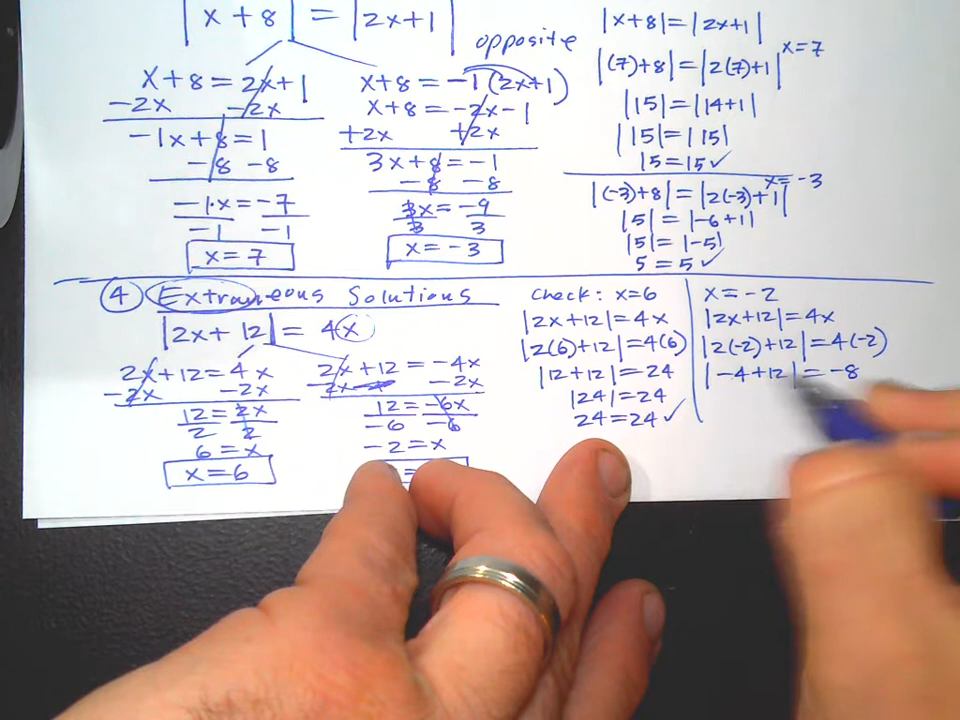 |x + 8| = |2x+1|
opposite
x+8 = 2x+1
-2x -2x
-1x+8=1
-8 -8
-1·x = -7
-1 -1
x=7
x+8 = -1(2x+1)
x+8 = -2x-1
+2x +2x
3x+8=-1
-8 -8
3x = -9
3 3
x=-3
|x+8|=|2x+1|
x=7
|(7)+8|=|2(7)+1|
|15|=|14+1|
|15|=|15|
15=15✓
x=-3
|(-3)+8|=|2(-3)+1|
|5|=|-6+1|
|5|=|-5|
5=5✓
④ Extraneous Solutions
|2x+12|= 4x
2x+12=4x
-2x -2x
12=2x
2 2
6=x
x=6
2x+12=-4x
-2x
12=-6x
-6 -6
-2=x
=
check: x=6
|2x+12|=4x
|2(6)+12|=4(6)
|12+12|=24
|24|=24
24=24✓
x=-2
|2x+12|=4x
|2(-2)+12|=4(-2)
|-4+12|=-8